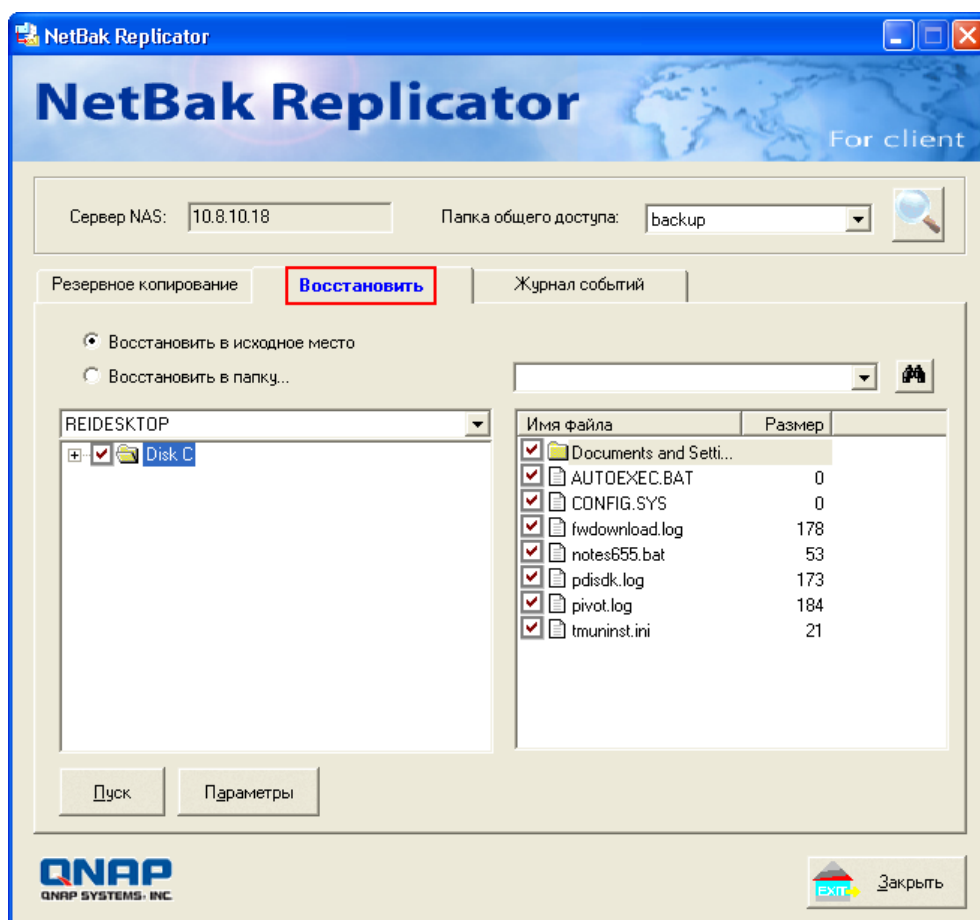 NetBak Replicator
NetBak Replicator
For client
Сервер NAS: 10.8.10.18 Папка общего доступа: backup
Резервное копирование Восстановить Журнал событий
Восстановить в исходное место
Восстановить в папку...
REIDESKTOP
Disk C
Имя файла Размер
Documents and Setti...
AUTOEXEC.BAT 0
CONFIG.SYS 0
fwdownload.log 178
notes655.bat 53
pdisdk.log 173
pivot.log 184
tmuninst.ini 21
Пуск Параметры
QNAP
QNAP SYSTEMS, INC
EXIT Закрыть